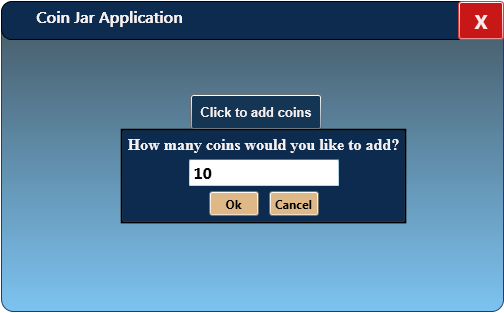 Coin Jar Application
X
Click to add coins
How many coins would you like to add?
10
Ok Cancel